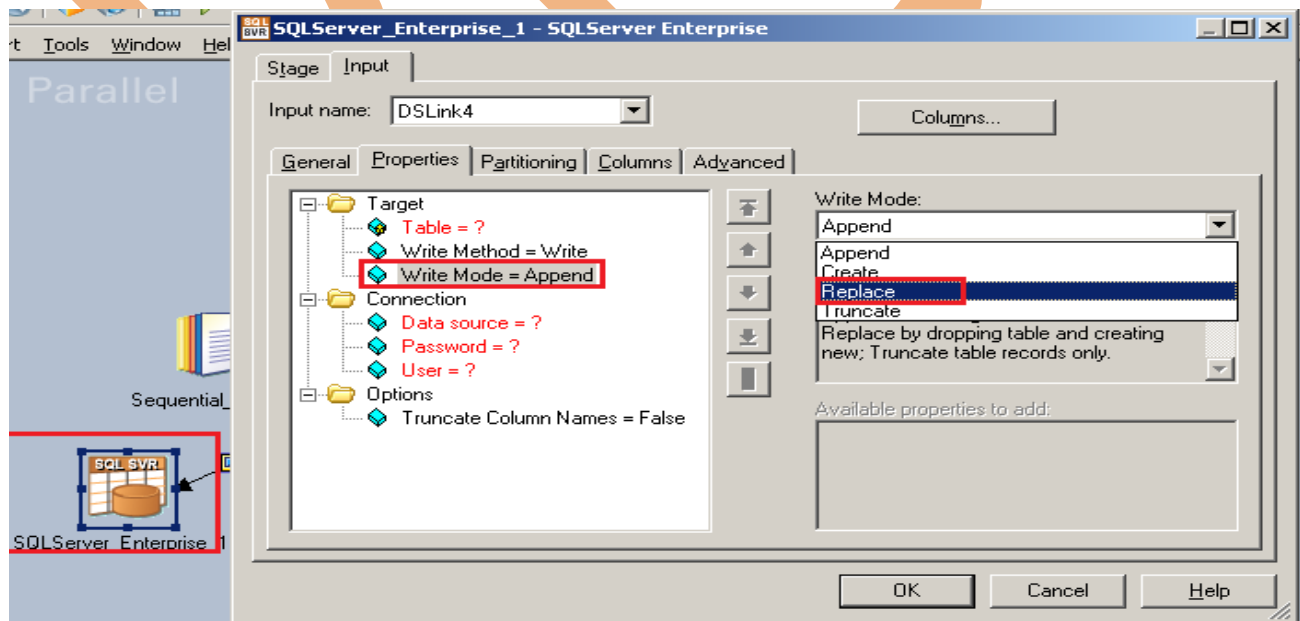 SQL SVR SQLServer_Enterprise_1 - SQLServer Enterprise
Tools Window Hel
Parallel
Stage Input
Input name: DSLink4
Columns...
General Properties Partitioning Columns Advanced
Target
Table = ?
Write Method = Write
Write Mode = Append
Connection
Data source = ?
Password = ?
User = ?
Options
Truncate Column Names = False
Write Mode:
Append
Append
Create
Replace
Truncate
Replace by dropping table and creating
new; Truncate table records only.
Available properties to add:
Sequential_
SQL SVR
SQLServer_Enterprise_1
OK Cancel Help